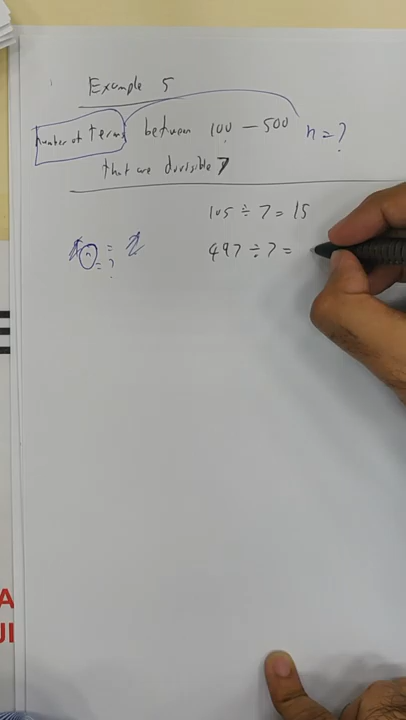 Example 5
number of terms between 100 – 500 n = ?
that are divisible 7
105 ÷ 7 = 15
n = ?
497 ÷ 7 =